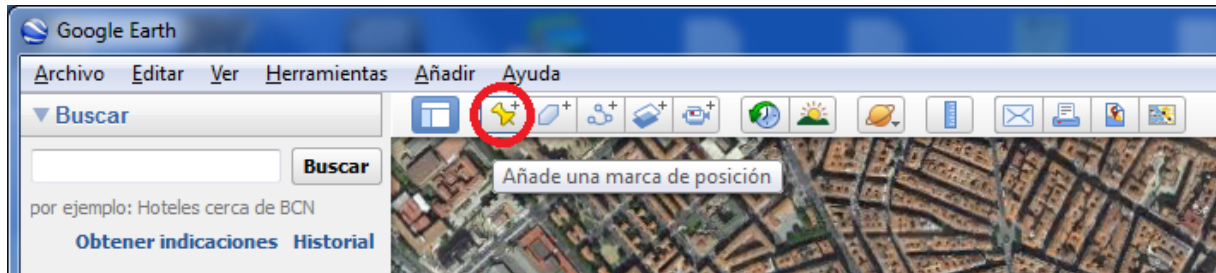 Google Earth
Archivo Editar Ver Herramientas Añadir Ayuda
Buscar
Buscar
Añade una marca de posición
por ejemplo: Hoteles cerca de BCN
Obtener indicaciones Historial